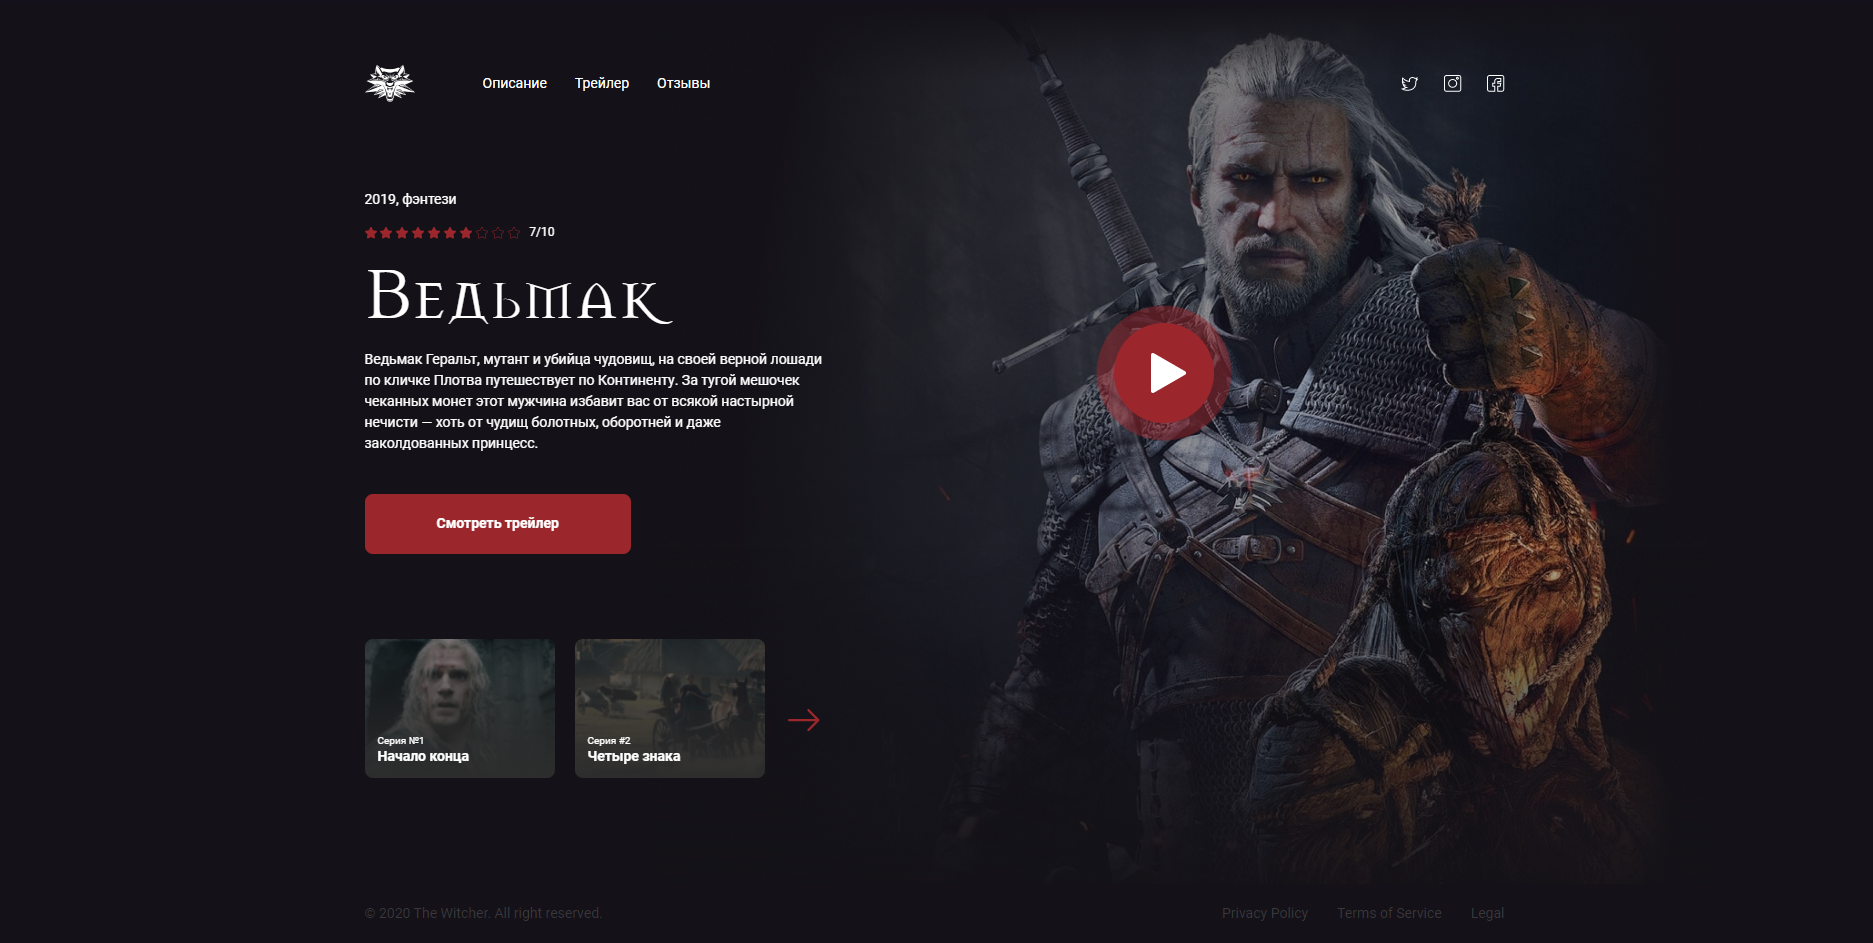 Описание Трейлер Отзывы
2019, фэнтези
7/10
Ведьмак
Ведьмак Геральт, мутант и убийца чудовищ, на своей верной лошади
по кличке Плотва путешествует по Континенту. За тугой мешочек
чеканных монет этот мужчина избавит вас от всякой настырной
нечисти — хоть от чудищ болотных, оборотней и даже
заколдованных принцесс.
Смотреть трейлер
Серия №1
Начало конца
Серия #2
Четыре знака
© 2020 The Witcher. All right reserved.
Privacy Policy Terms of Service Legal